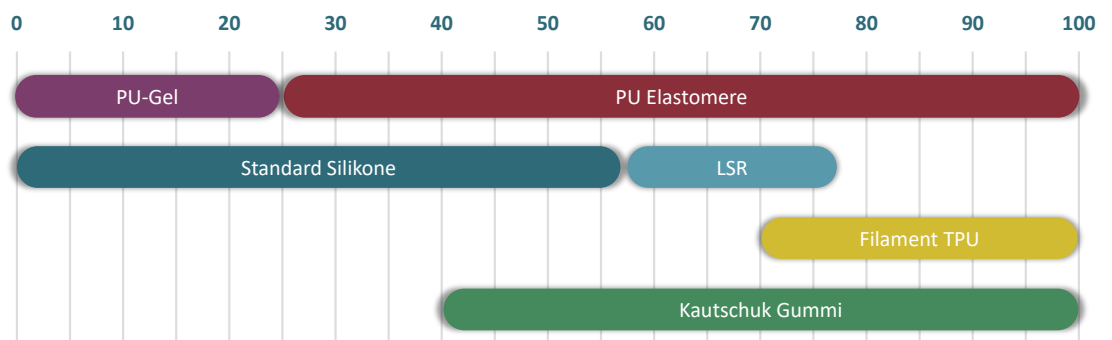 0 10 20 30 40 50 60 70 80 90 100
PU-Gel PU Elastomere
Standard Silikone LSR
Filament TPU
Kautschuk Gummi